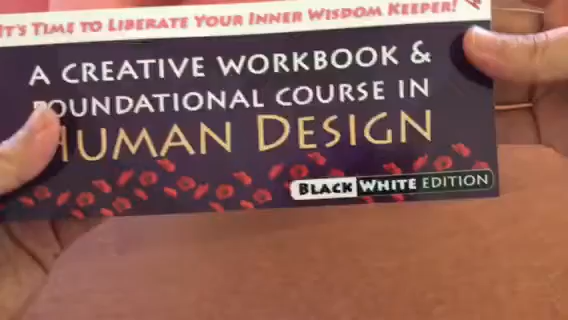 IT'S TIME TO LIBERATE YOUR INNER WISDOM KEEPER!
A CREATIVE WORKBOOK &
FOUNDATIONAL COURSE IN
HUMAN DESIGN
BLACK WHITE EDITION